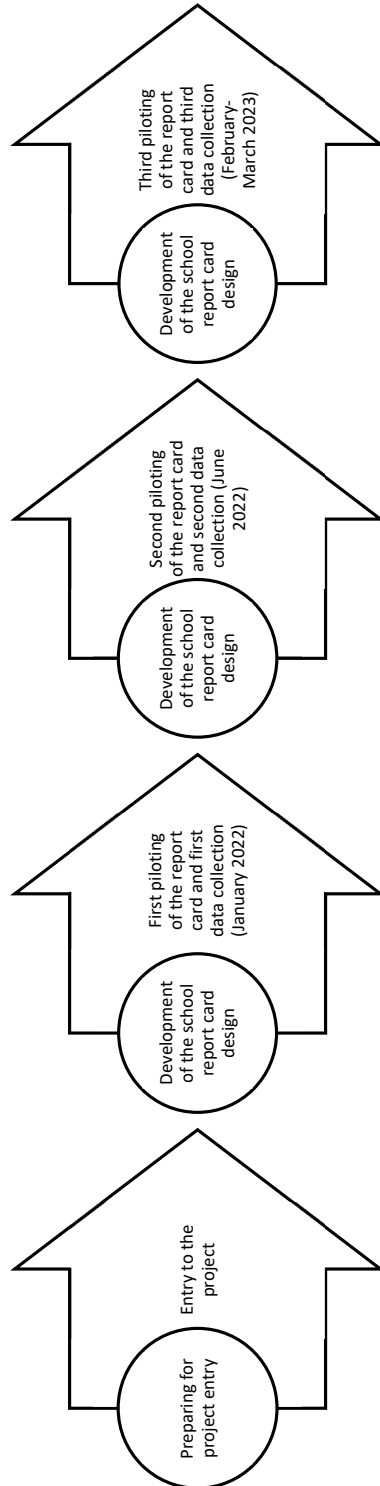 Preparing for
project entry
Entry to the
project
Development
of the school
report card
design
First piloting
of the report
card and first
data collection
(January 2022)
Development
of the school
report card
design
Second piloting
of the report card
and second data
collection (June
2022)
Development
of the school
report card
design
Third piloting
of the report
card and third
data collection
(February-
March 2023)